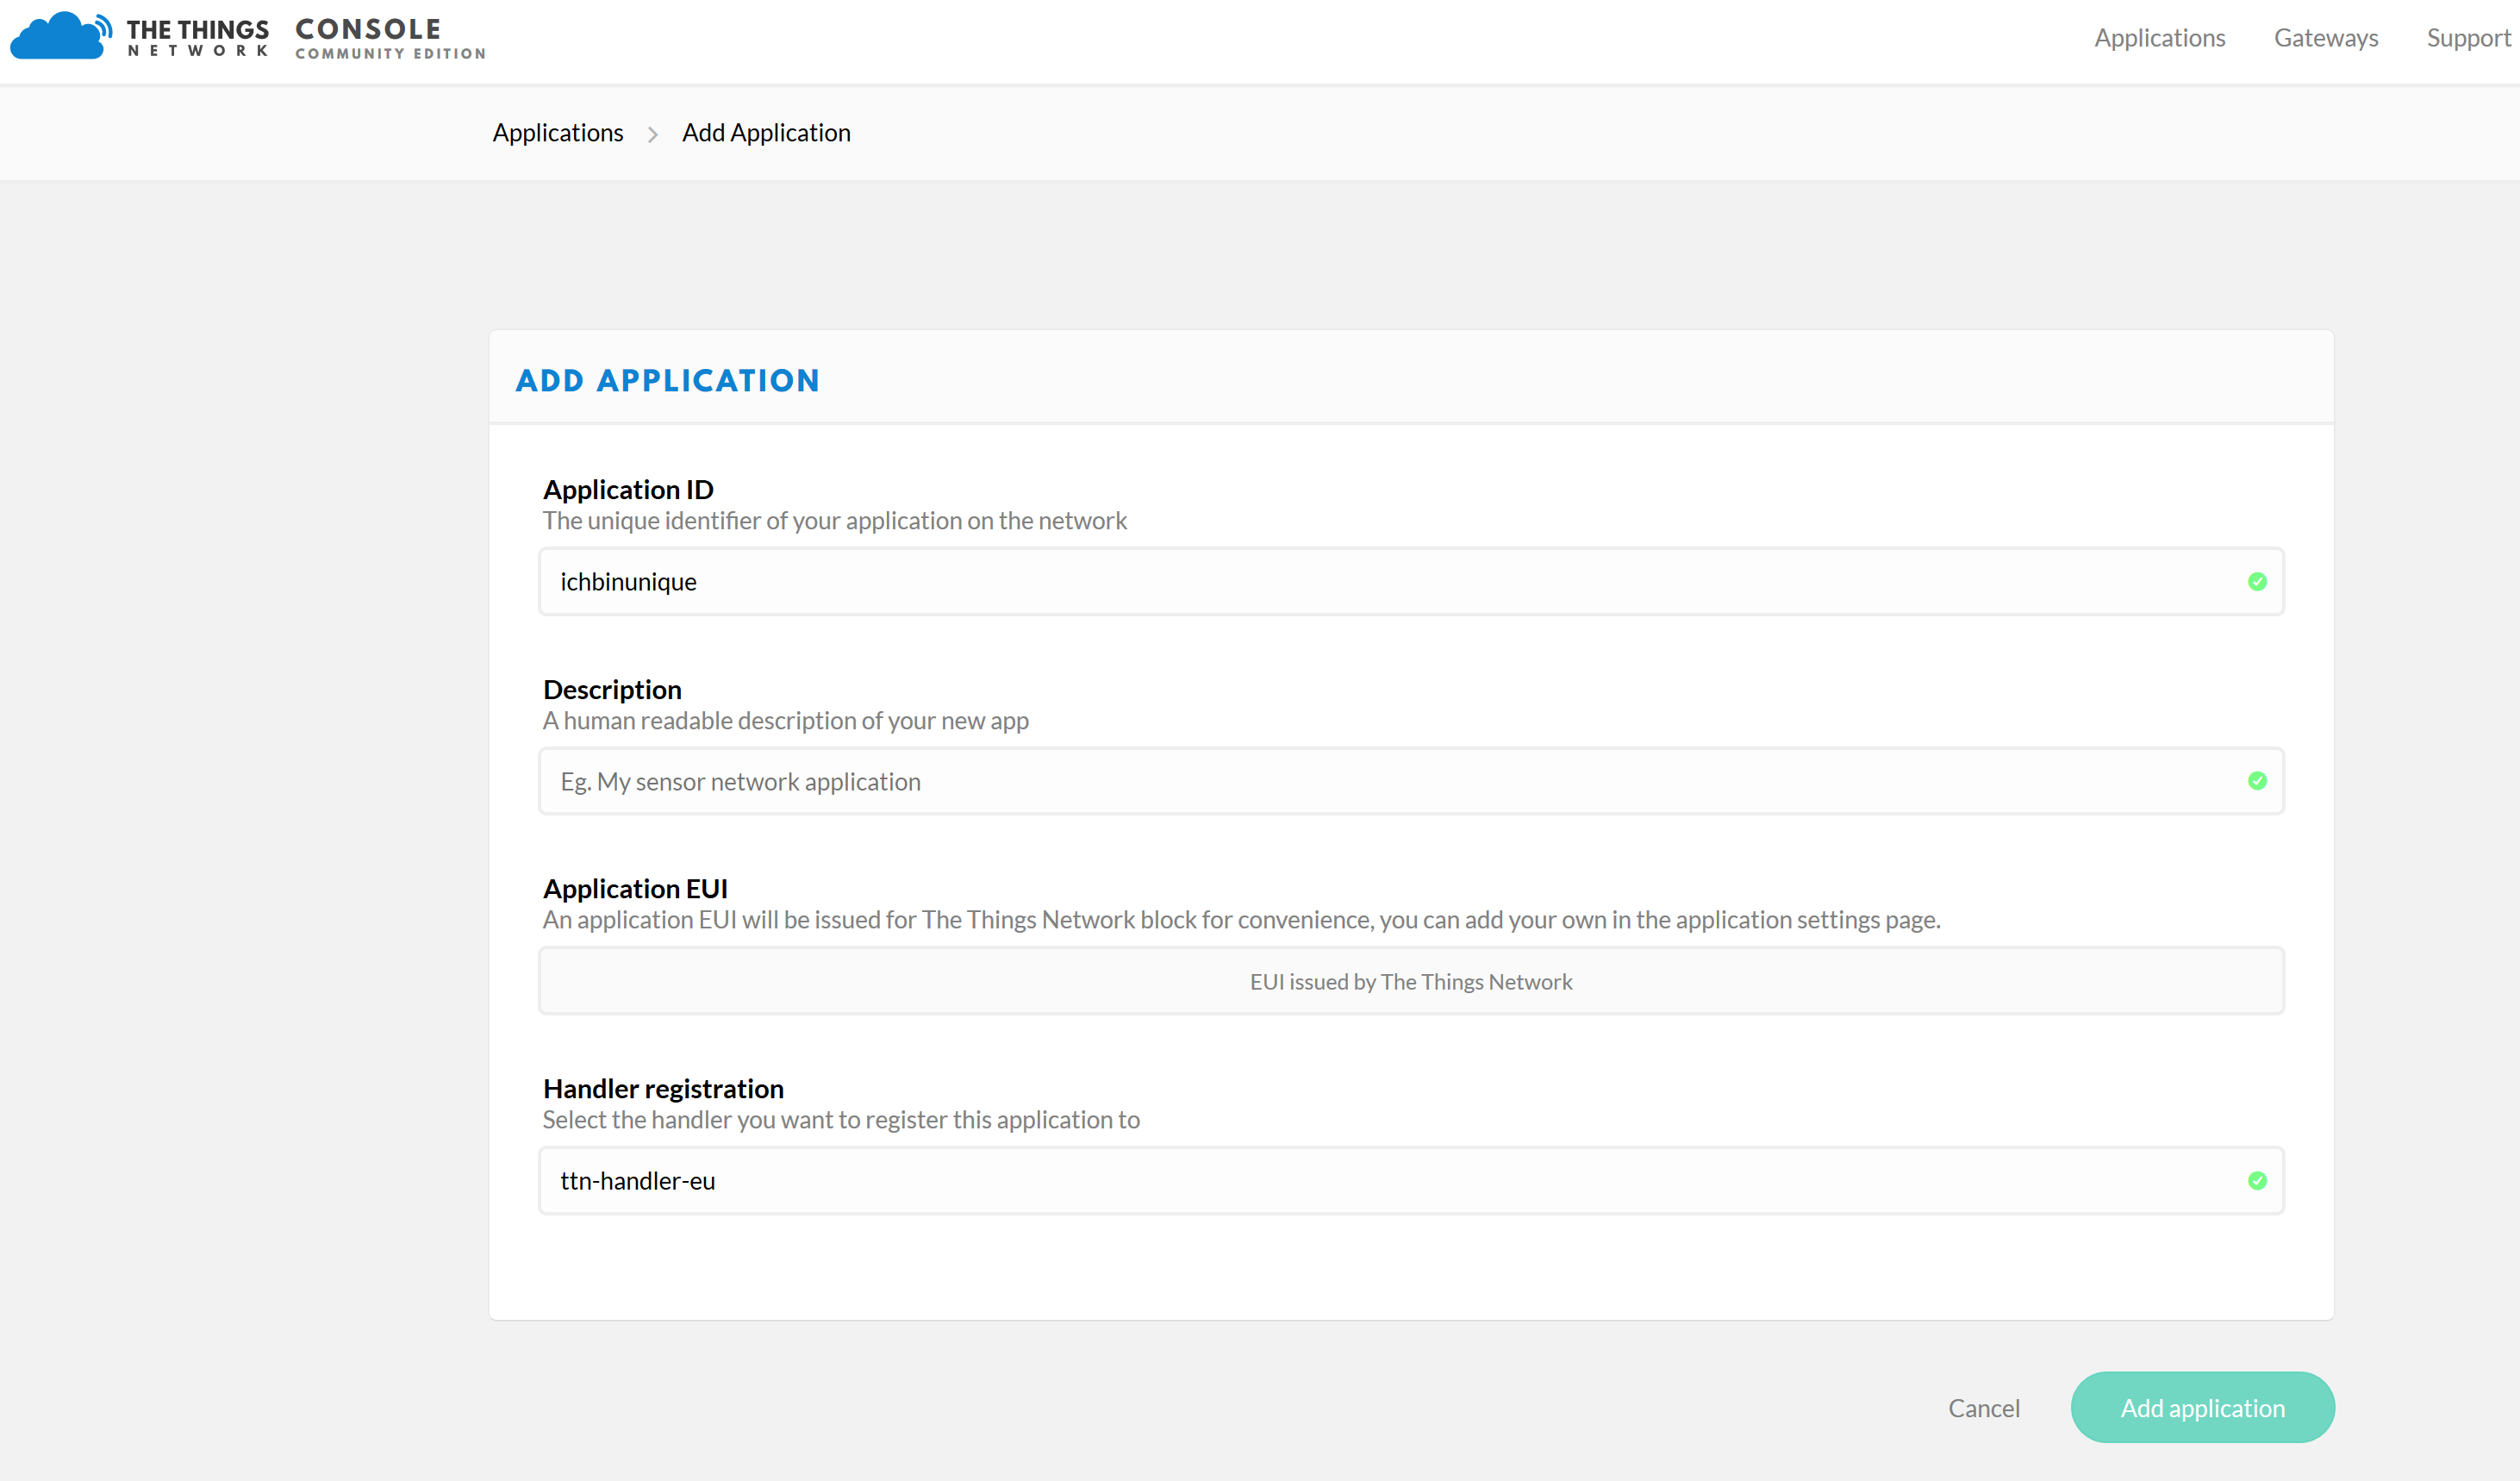 THE THINGS
NETWORK
CONSOLE
COMMUNITY EDITION
Applications
Gateways
Support
Applications
Add Application
ADD APPLICATION
Application ID
The unique identifier of your application on the network
ichbinunique
Description
A human readable description of your new app
Eg. My sensor network application
Application EUI
An application EUI will be issued for The Things Network block for convenience, you can add your own in the application settings page.
EUI issued by The Things Network
Handler registration
Select the handler you want to register this application to
ttn-handler-eu
Cancel
Add application